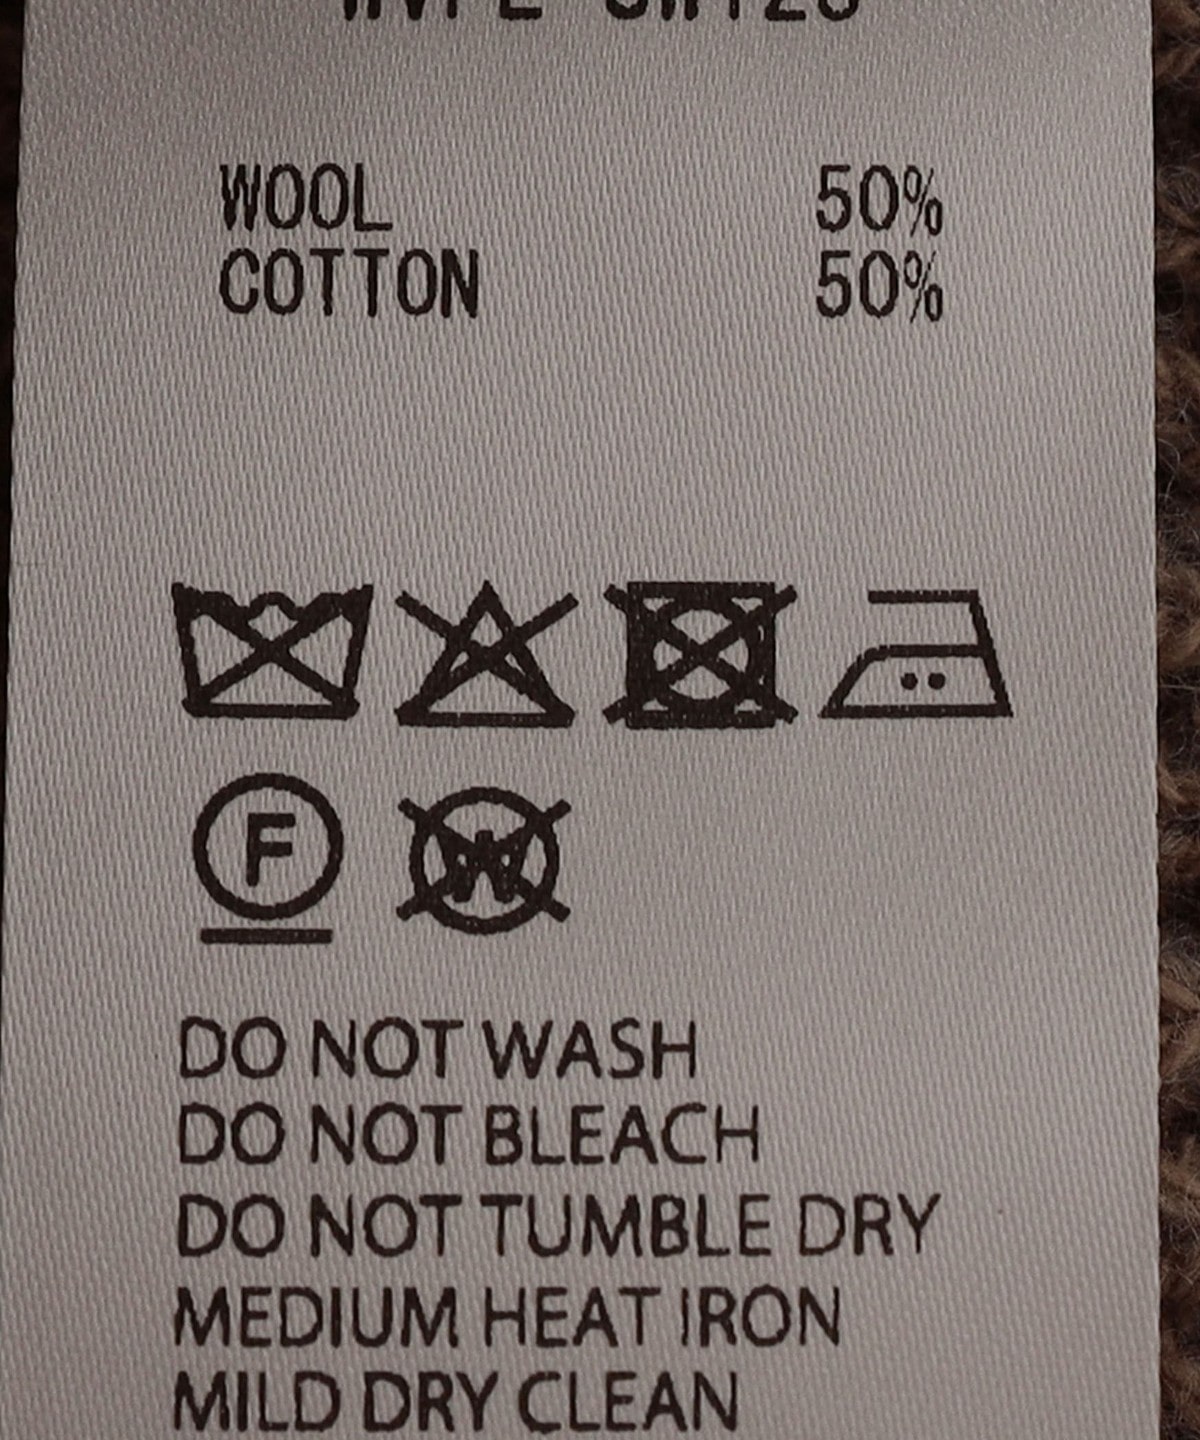 WOOL 50%
COTTON 50%
F W
DO NOT WASH
DO NOT BLEACH
DO NOT TUMBLE DRY
MEDIUM HEAT IRON
MILD DRY CLEAN